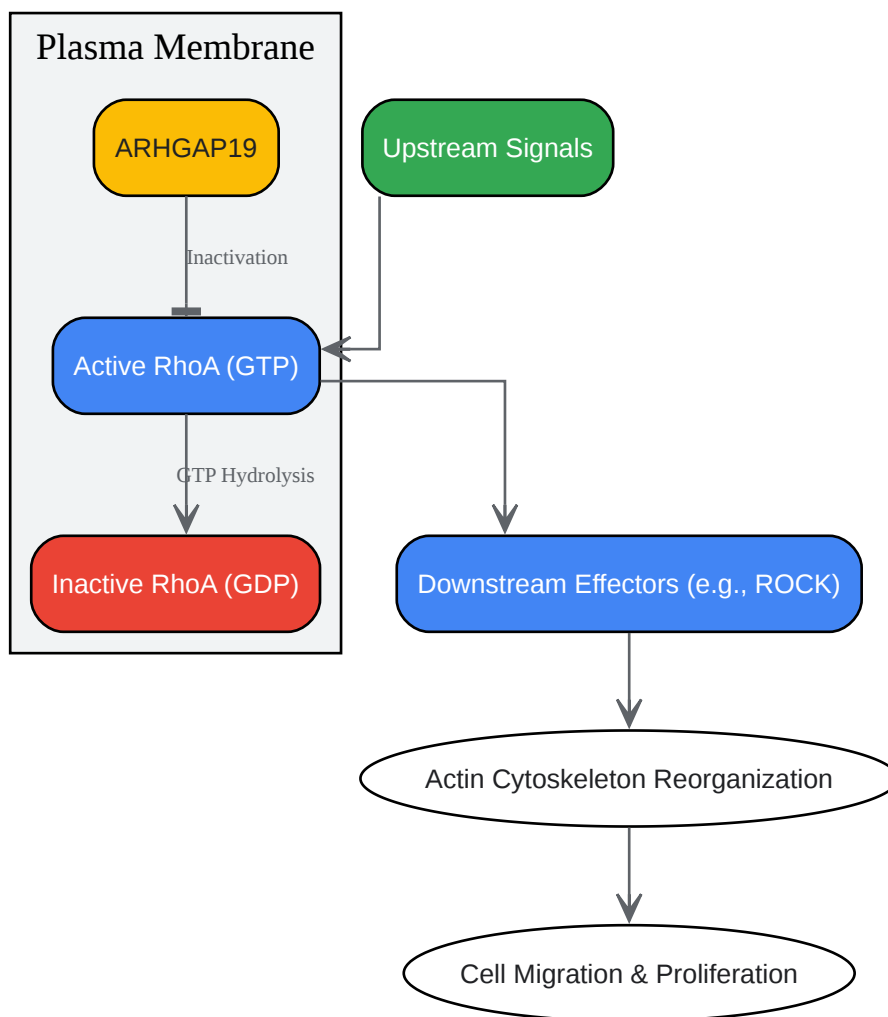 Plasma Membrane
ARHGAP19
Upstream Signals
Inactivation
Active RhoA (GTP)
GTP Hydrolysis
Inactive RhoA (GDP)
Downstream Effectors (e.g., ROCK)
Actin Cytoskeleton Reorganization
Cell Migration & Proliferation